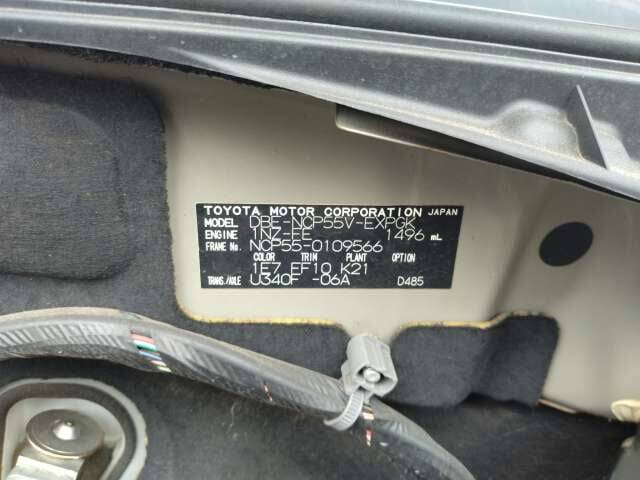 TOYOTA MOTOR CORPORATION JAPAN
MODEL DBE-NCP55V-EXPGK
ENGINE 1NZ-FE 1496 mL
FRAME No. NCP55-0109566
COLOR TRIM PLANT OPTION
1E7 EF10 K21
TRANS./AXLE U340F -06A D485